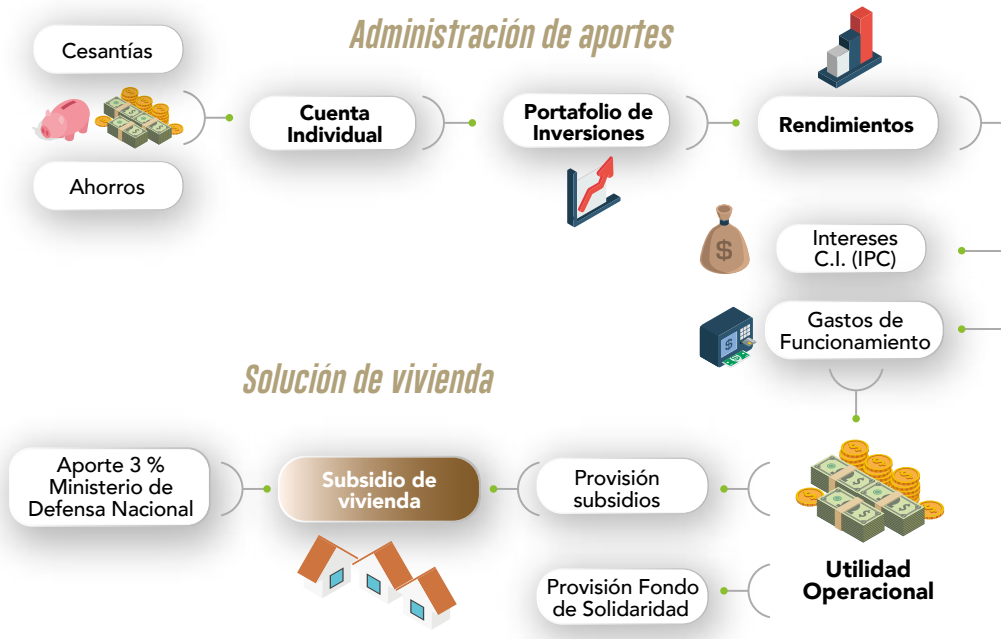 Administración de aportes
Cesantías
Ahorros
Cuenta
Individual
Portafolio de
Inversiones
Rendimientos
$
Intereses
C.I. (IPC)
$
Gastos de
Funcionamiento
Solución de vivienda
Aporte 3 %
Ministerio de
Defensa Nacional
Subsidio de
vivienda
Provisión
subsidios
Provisión Fondo
de Solidaridad
Utilidad
Operacional